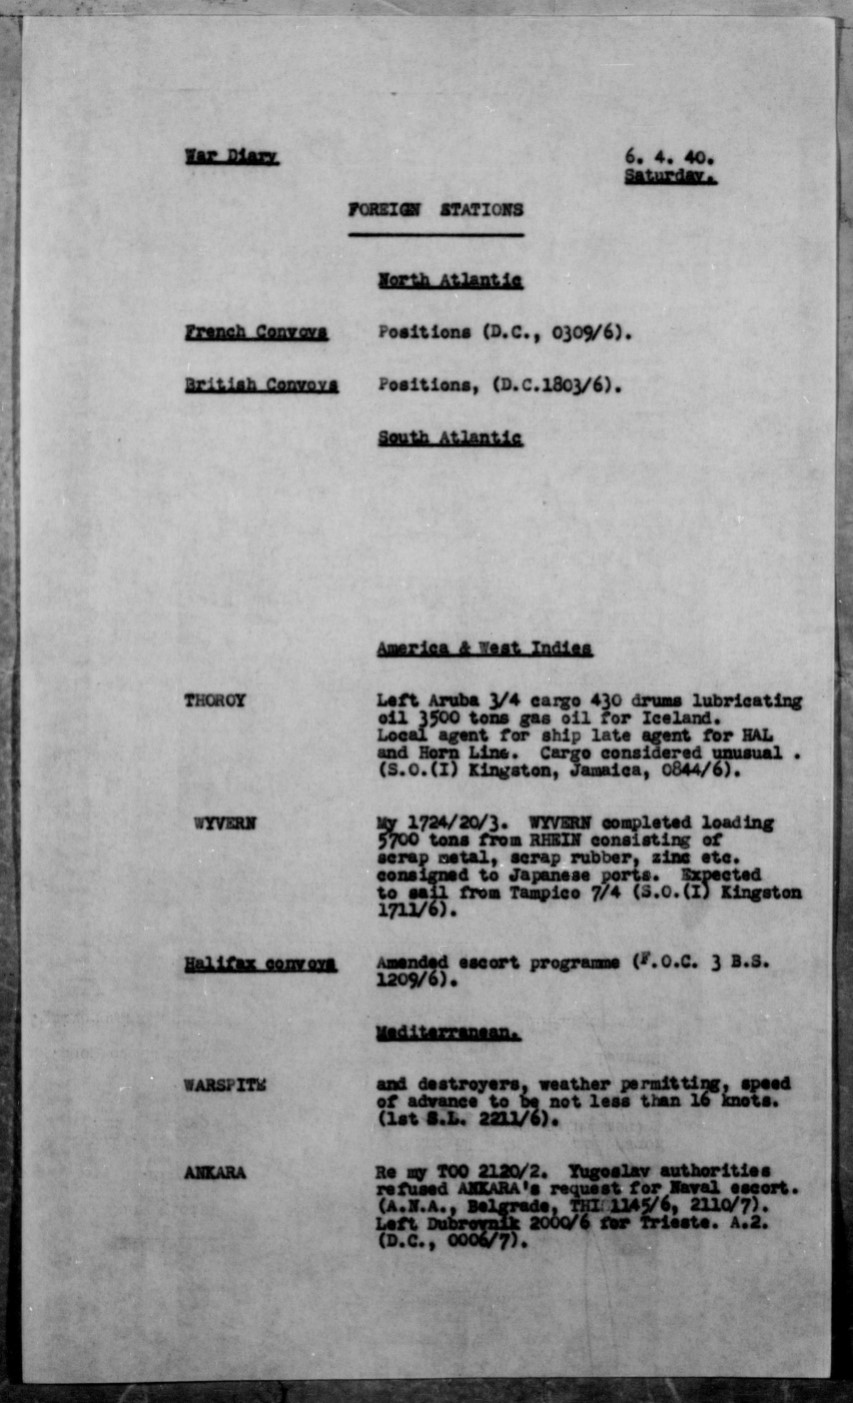 War Diary 6. 4. 40.
Saturday.
FOREIGN STATIONS
North Atlantic
French Convoys Positions (D.C., 0309/6).
British Convoys Positions, (D.C.1803/6).
South Atlantic
America & West Indies
THOROY Left Aruba 3/4 cargo 430 drums lubricating
oil 3500 tons gas oil for Iceland.
Local agent for ship late agent for HAL
and Horn Line. Cargo considered unusual .
(S.O.(I) Kingston, Jamaica, 0844/6).
WYVERN My 1724/20/3. WYVERN completed loading
5700 tons from RHEIN consisting of
scrap metal, scrap rubber, zinc etc.
consigned to Japanese ports. Expected
to sail from Tampico 7/4 (S.O.(I) Kingston
1711/6).
Halifax convoys Amended escort programme (F.O.C. 3 B.S.
1209/6).
Mediterranean.
WARSPITE and destroyers, weather permitting, speed
of advance to be not less than 16 knots.
(1st S.L. 2211/6).
ANKARA Re my TOO 2120/2. Yugoslav authorities
refused ANKARA's request for Naval escort.
(A.N.A., Belgrade, THI 1145/6, 2110/7).
Left Dubrovnik 2000/6 for Trieste. A.2.
(D.C., 0006/7).